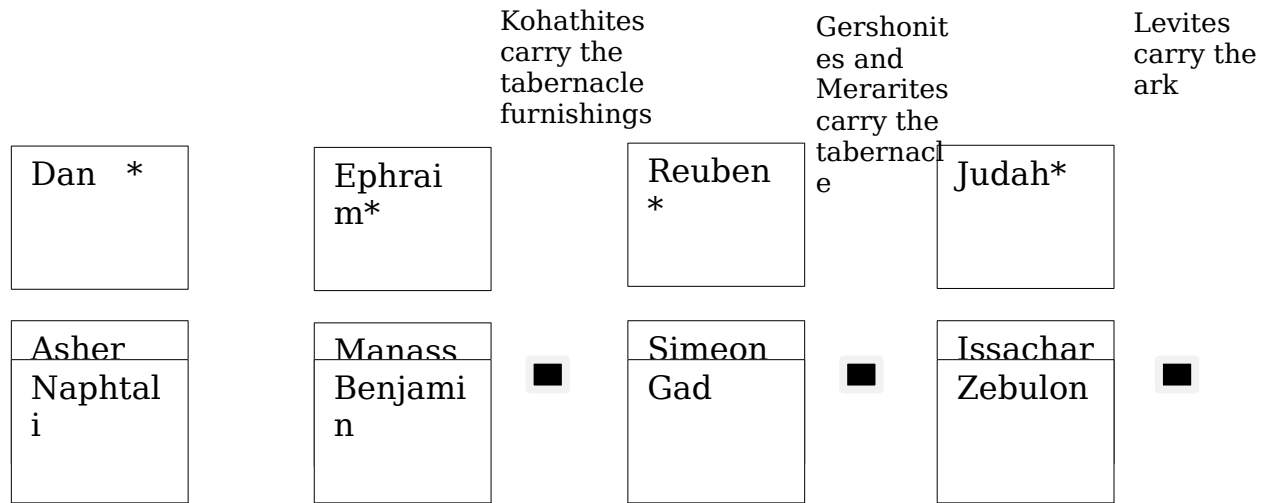 Kohathites
carry the
tabernacle
furnishings
Gershonit
es and
Merarites
carry the
tabernacl
e
Levites
carry the
ark
Dan *
Ephrai
m*
Reuben
*
Judah*
Asher
Manass
Simeon
Issachar
Naphtal
i
Benjami
n
Gad
Zebulon